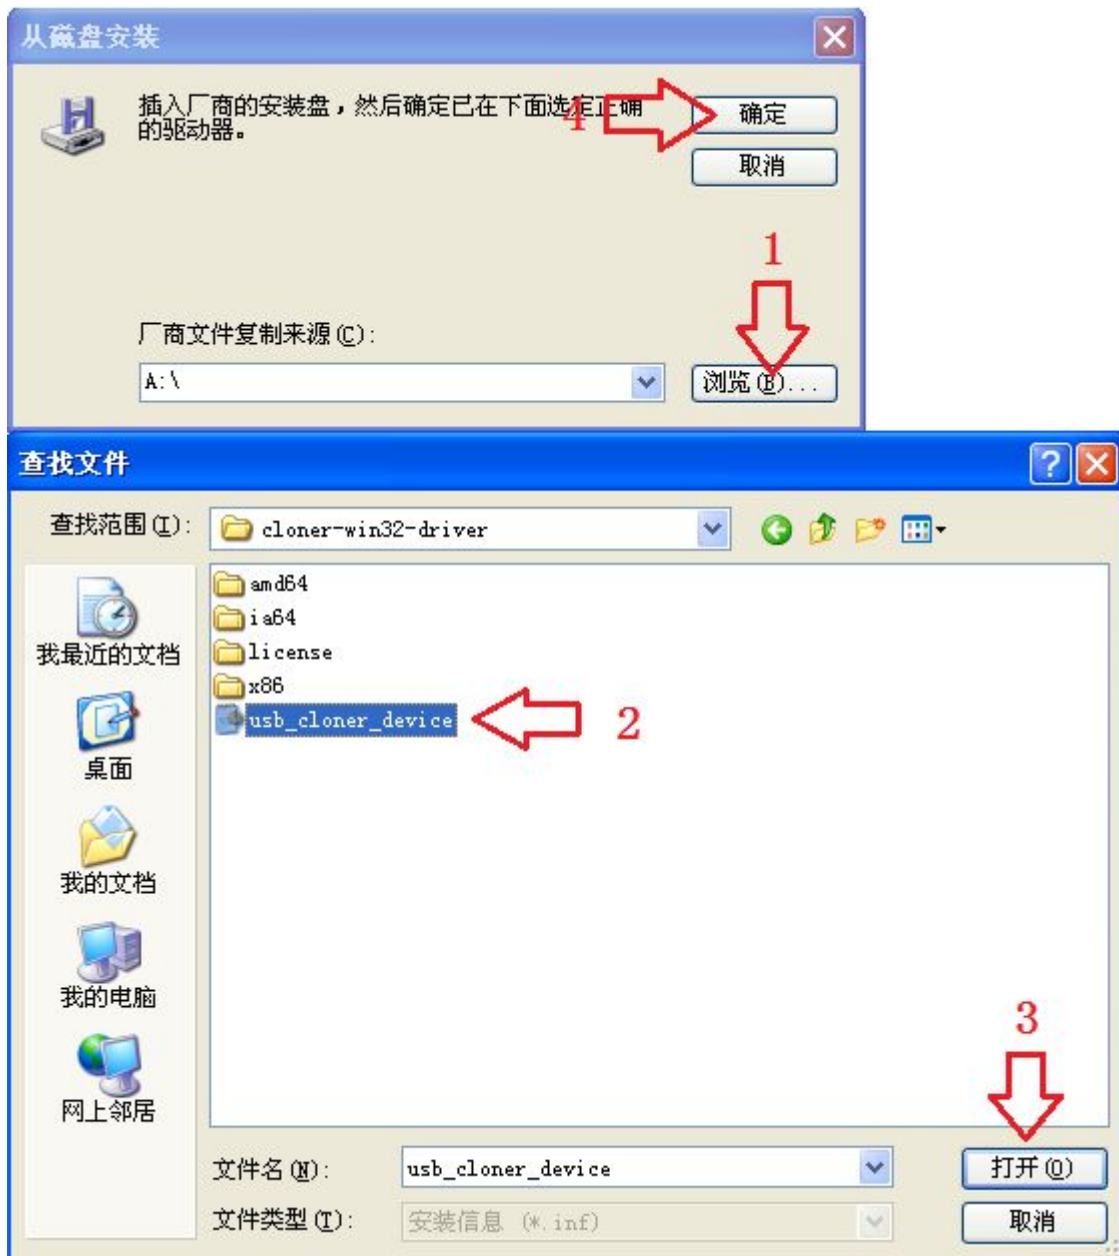 从磁盘安装
插入厂商的安装盘，然后确定已在下面选定正确
的驱动器。
4
确定
取消
1
厂商文件复制来源(C):
A:\
浏览(B)...
查找文件
查找范围(I):
cloner-win32-driver
amd64
ia64
license
x86
usb_cloner_device
2
我最近的文档
桌面
我的文档
我的电脑
网上邻居
3
文件名(N):
usb_cloner_device
打开(O)
文件类型(T):
安装信息 (*.inf)
取消